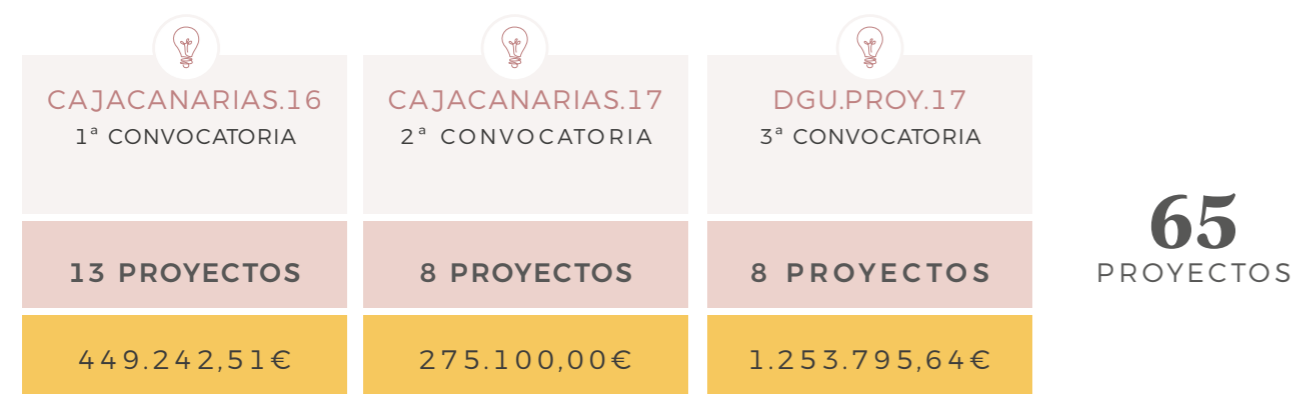 CAJACANARIAS.16
1ª CONVOCATORIA
13 PROYECTOS
449.242,51€
CAJACANARIAS.17
2ª CONVOCATORIA
8 PROYECTOS
275.100,00€
DGU.PROY.17
3ª CONVOCATORIA
8 PROYECTOS
1.253.795,64€
65
PROYECTOS